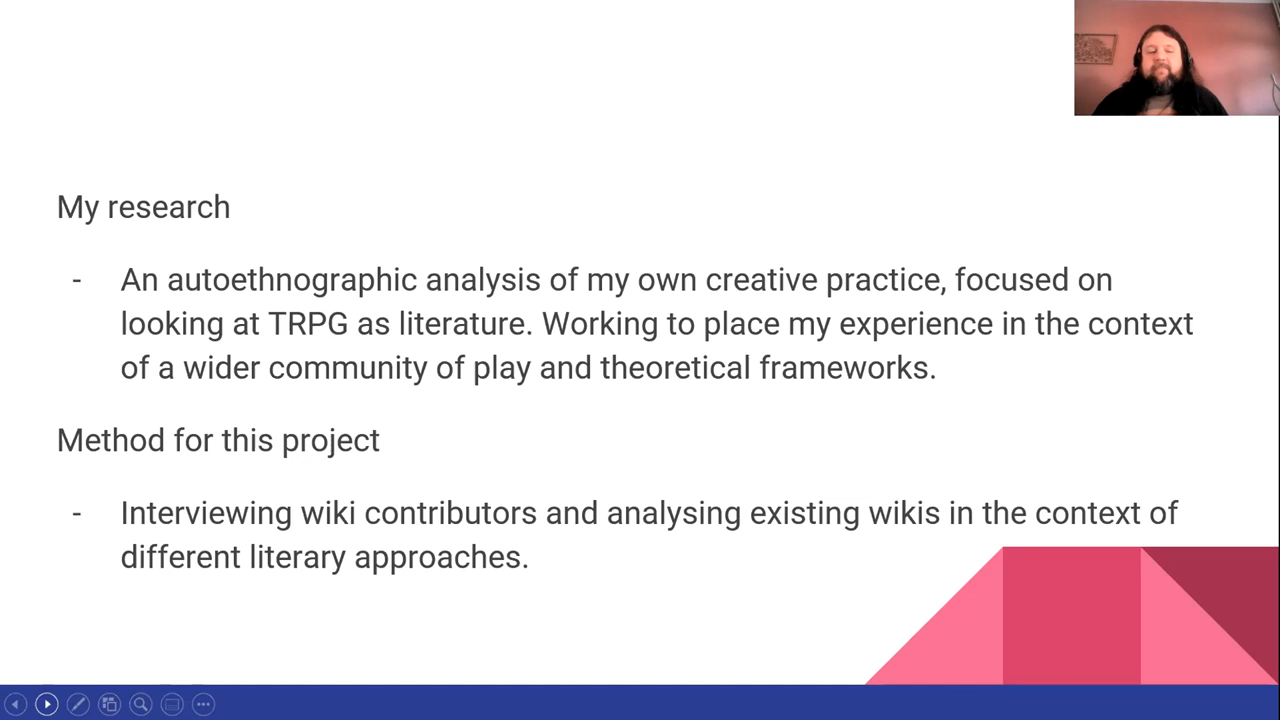 My research
- An autoethnographic analysis of my own creative practice, focused on
looking at TRPG as literature. Working to place my experience in the context
of a wider community of play and theoretical frameworks.
Method for this project
- Interviewing wiki contributors and analysing existing wikis in the context of
different literary approaches.